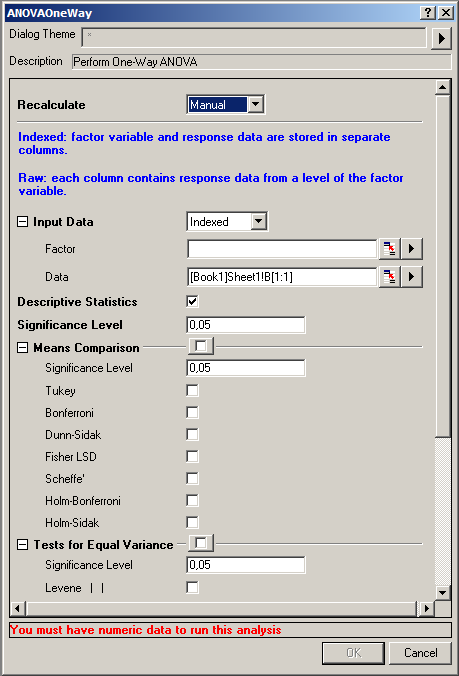 ANOVAOneWay
Dialog Theme *
Description Perform One-Way ANOVA
Recalculate Manual
Indexed: factor variable and response data are stored in separate
columns.
Raw: each column contains response data from a level of the factor
variable.
Input Data Indexed
Factor
Data [Book1]Sheet1!B[1:1]
Descriptive Statistics
Significance Level 0,05
Means Comparison
Significance Level 0,05
Tukey
Bonferroni
Dunn-Sidak
Fisher LSD
Scheffe'
Holm-Bonferroni
Holm-Sidak
Tests for Equal Variance
Significance Level 0,05
Levene | |
You must have numeric data to run this analysis
OK Cancel